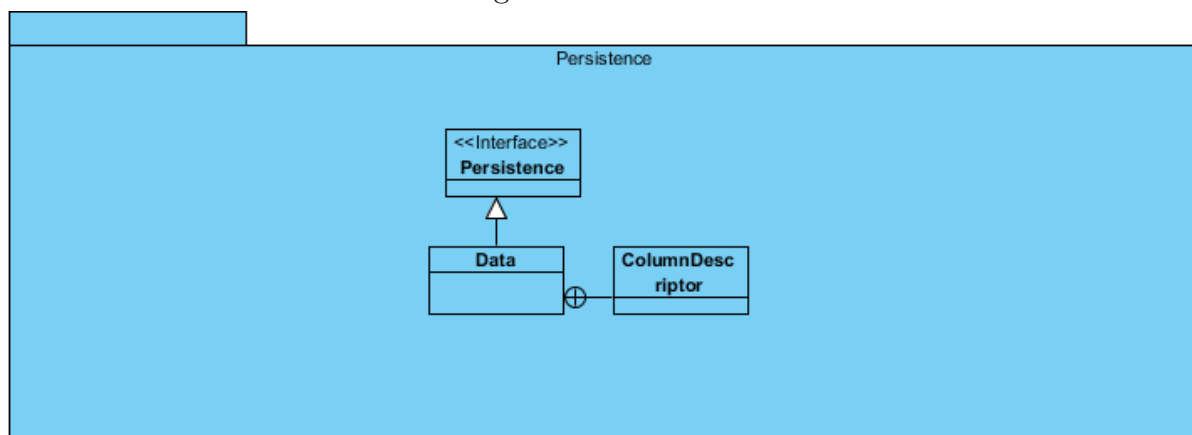 Persistence
<<Interface>>
Persistence
Data
ColumnDesc
riptor